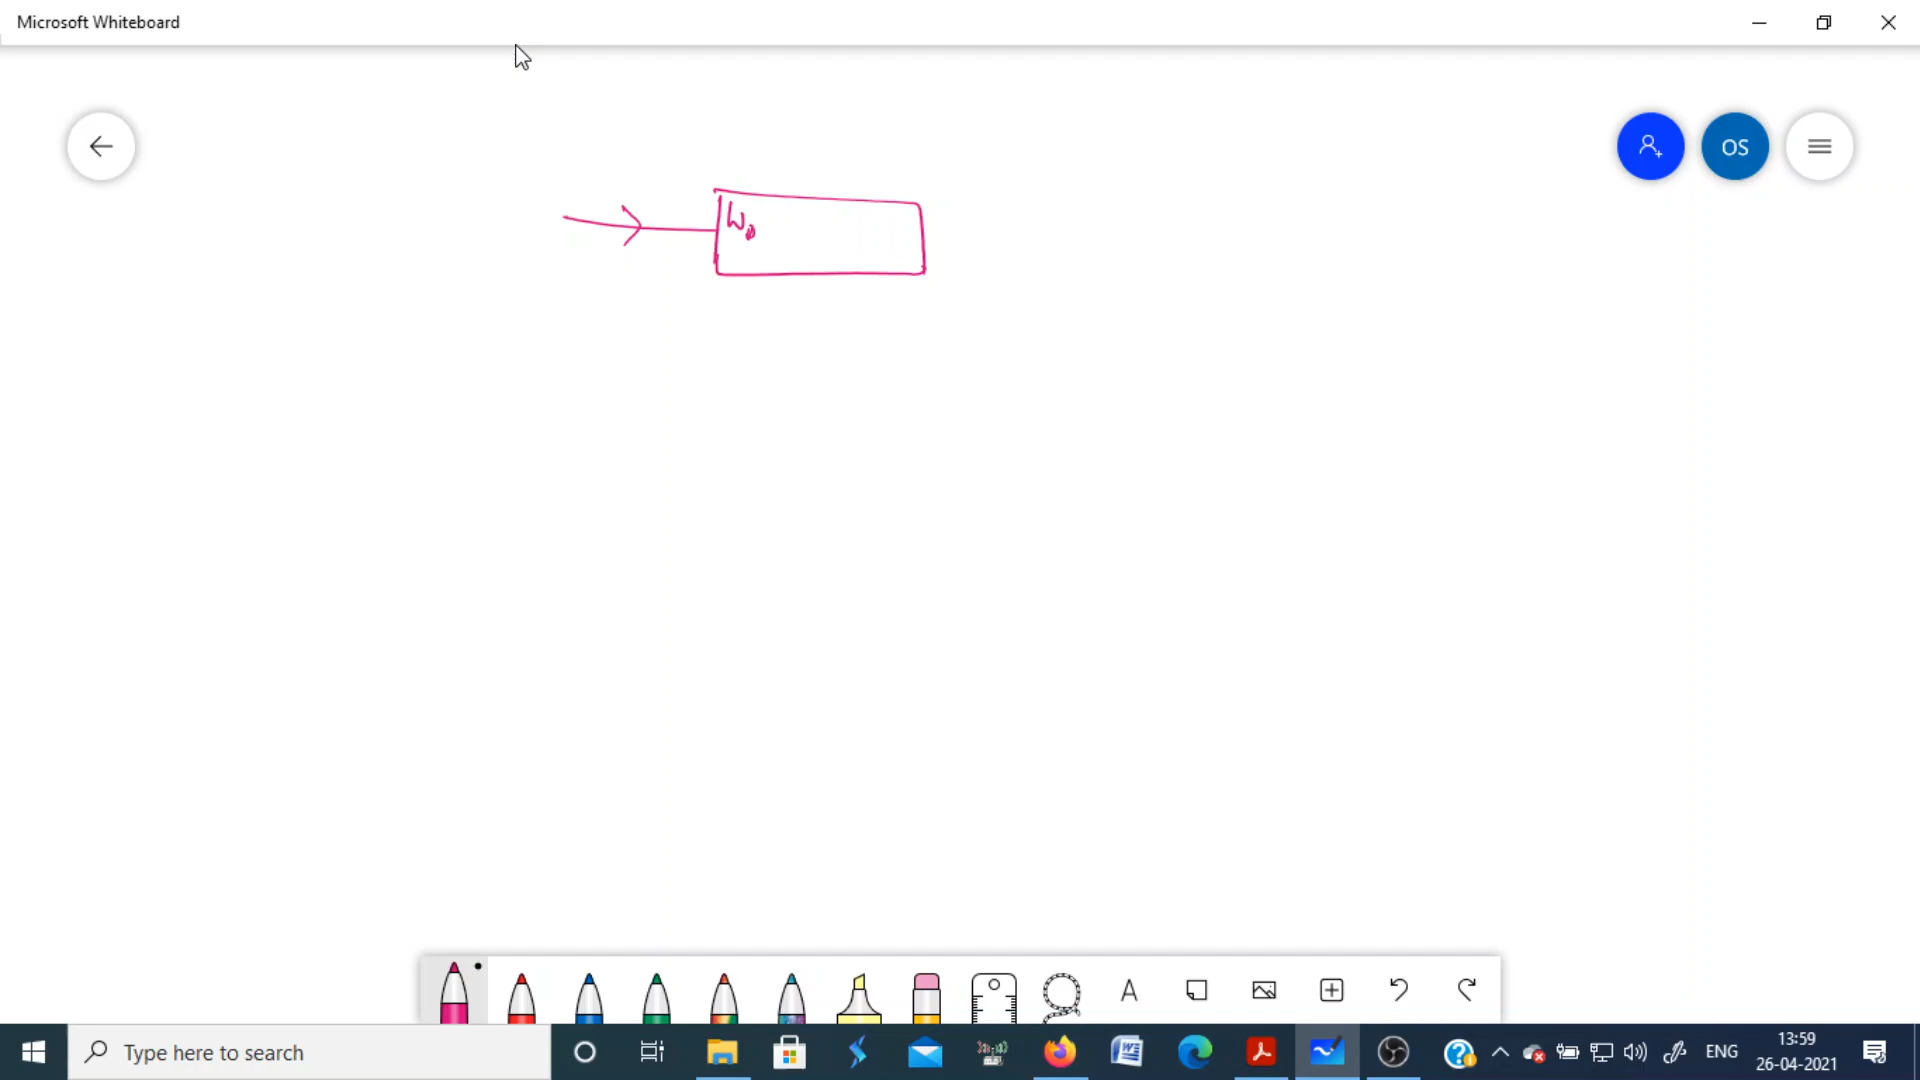 Microsoft Whiteboard
OS
W₀
A
Type here to search
ENG
13:59
26-04-2021